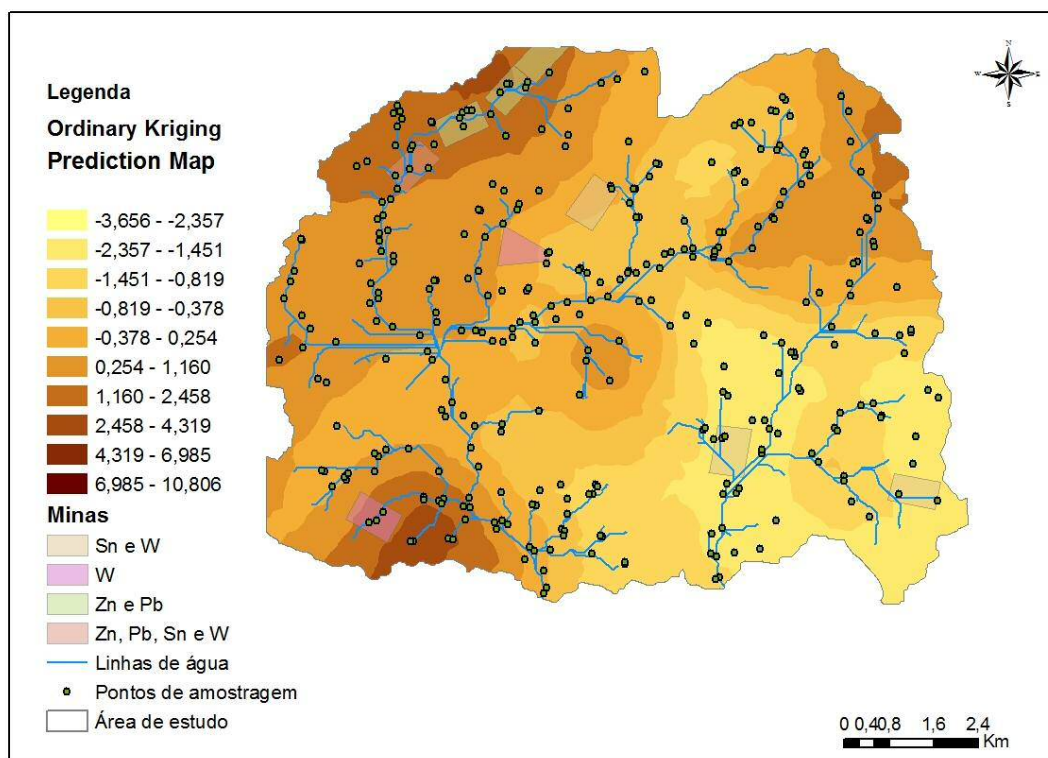 Legenda
Ordinary Kriging
Prediction Map
-3,656 - -2,357
-2,357 - -1,451
-1,451 - -0,819
-0,819 - -0,378
-0,378 - 0,254
0,254 - 1,160
1,160 - 2,458
2,458 - 4,319
4,319 - 6,985
6,985 - 10,806
Minas
Sn e W
W
Zn e Pb
Zn, Pb, Sn e W
Linhas de água
Pontos de amostragem
Área de estudo
N
W E
S
0 0,40,8 1,6 2,4
Km